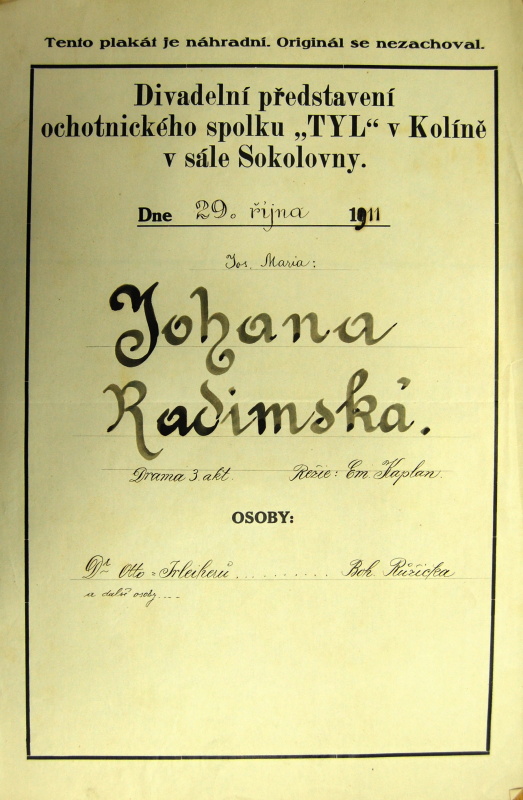 Tento plakát je náhradní. Originál se nezachoval.
Divadelní představení
ochotnického spolku „TYL“ v Kolíně
v sále Sokolovny.
Dne 29. října 1911
Jos. Maria:
Johana
Radimská.
Drama 3 akt. Režie: Em. Kaplan.
OSOBY:
Dr Otto = .......... Boh. Růžička
a další osoby....